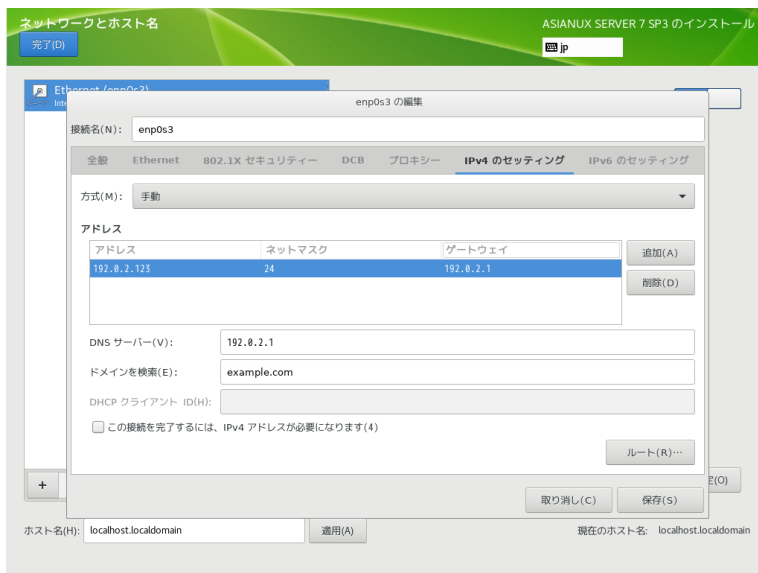 ネットワークとホスト名
ASIANUX SERVER 7 SP3 のインストール
完了(D)
jp
Ethernet (enp0s3)
enp0s3 の編集
接続名(N): enp0s3
全般 Ethernet 802.1X セキュリティー DCB プロキシー IPv4 のセッティング IPv6 のセッティング
方式(M): 手動
アドレス
アドレス ネットマスク ゲートウェイ
追加(A)
192.0.2.123 24 192.0.2.1
削除(D)
DNS サーバー(V): 192.0.2.1
ドメインを検索(E): example.com
DHCP クライアント ID(H):
この接続を完了するには、IPv4 アドレスが必要になります(4)
ルート(R)…
+
定(O)
取り消し(C) 保存(S)
ホスト名(H): localhost.localdomain 適用(A) 現在のホスト名: localhost.localdomain